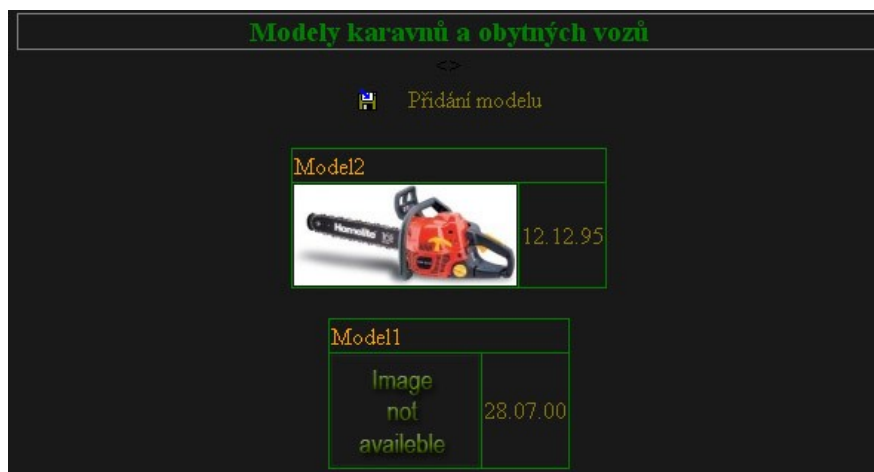 Modely karavnů a obytných vozů
<>
Přidání modelu
Model2
Homelite
12.12.95
Model1
Image
not
availeble
28.07.00